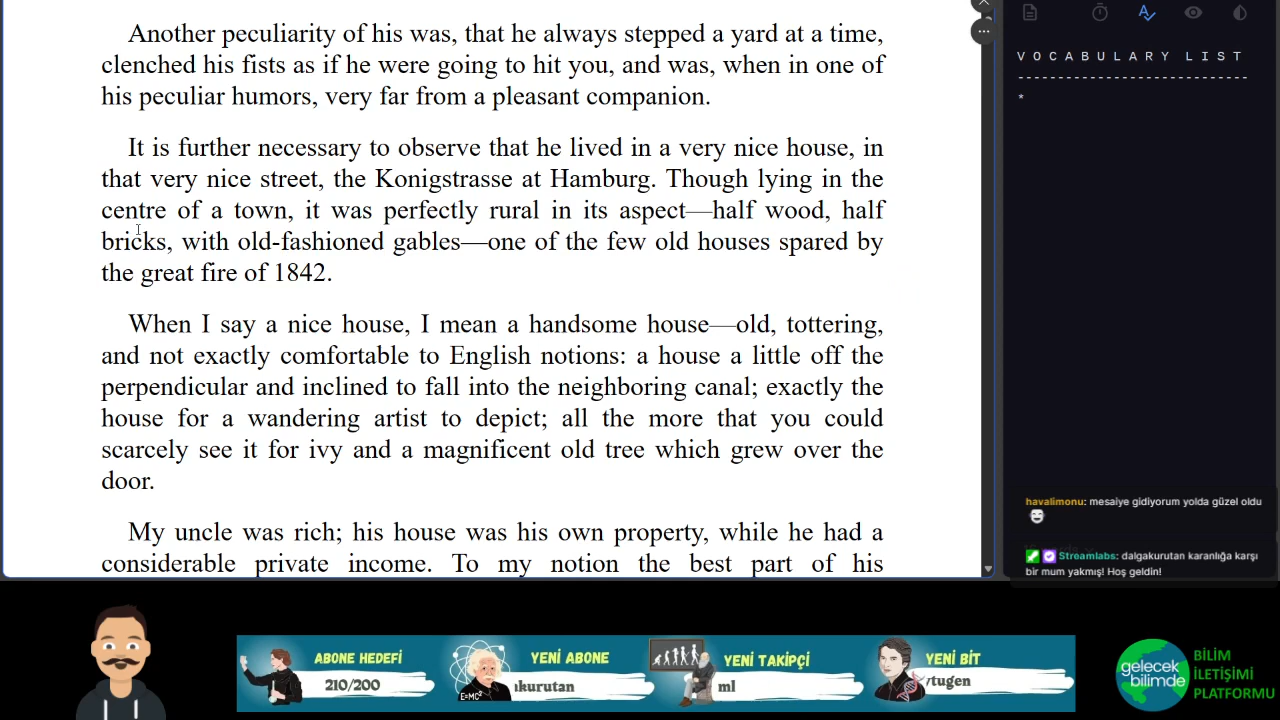 Another peculiarity of his was, that he always stepped a yard at a time,
clenched his fists as if he were going to hit you, and was, when in one of
his peculiar humors, very far from a pleasant companion.
It is further necessary to observe that he lived in a very nice house, in
that very nice street, the Konigstrasse at Hamburg. Though lying in the
centre of a town, it was perfectly rural in its aspect—half wood, half
bricks, with old-fashioned gables—one of the few old houses spared by
the great fire of 1842.
When I say a nice house, I mean a handsome house—old, tottering,
and not exactly comfortable to English notions: a house a little off the
perpendicular and inclined to fall into the neighboring canal; exactly the
house for a wandering artist to depict; all the more that you could
scarcely see it for ivy and a magnificent old tree which grew over the
door.
My uncle was rich; his house was his own property, while he had a
considerable private income. To my notion the best part of his
VOCABULARY LIST
-------------------------
*
havalimonu: mesaiye gidiyorum yolda güzel oldu
Streamlabs: dalgakurutan karanlığa karşı
bir mum yakmış! Hoş geldin!
ABONE HEDEFİ
210/200
E=MC²
YENİ ABONE
ıkurutan
YENİ TAKİPÇİ
ml
YENİ BİT
rtugen
gelecek
bilimde
BİLİM
İLETİŞİMİ
PLATFORMU